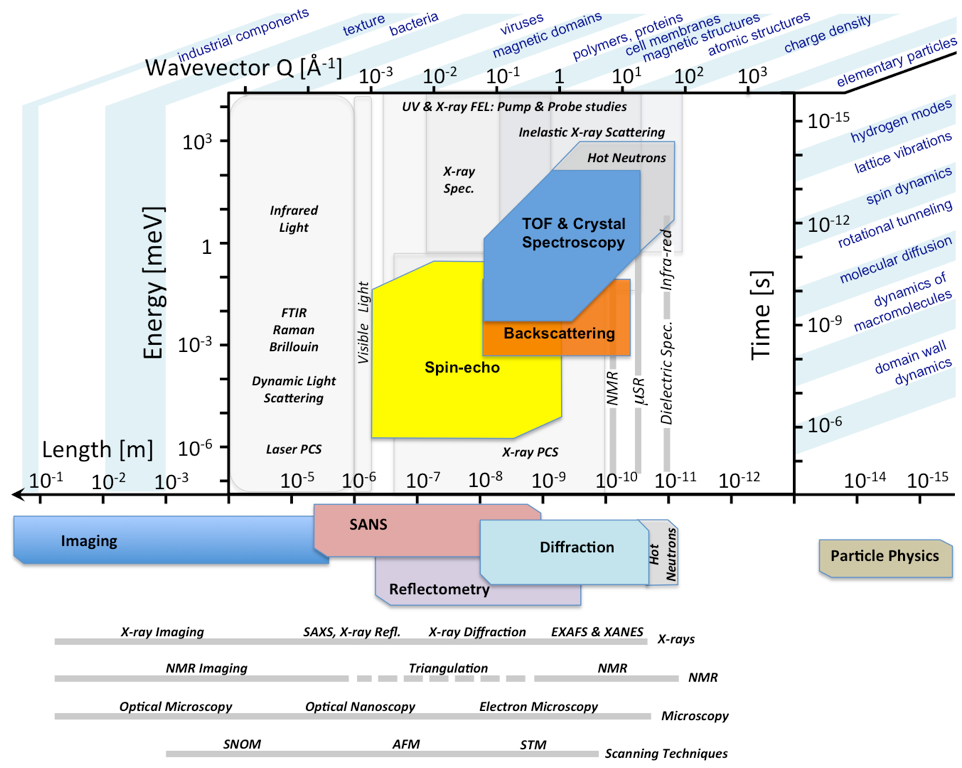 industrial components
texture
bacteria
viruses
magnetic domains
polymers, proteins
cell membranes
magnetic structures
atomic structures
charge density
elementary particles
Wavevector Q [Å-1]
10-3 10-2 10-1 1 101 102 103
UV & X-ray FEL: Pump & Probe studies
Inelastic X-ray Scattering
Hot Neutrons
X-ray
Spec.
TOF & Crystal
Spectroscopy
Infrared
Light
FTIR
Raman
Brillouin
Dynamic Light
Scattering
Laser PCS
Visible Light
Spin-echo
Backscattering
X-ray PCS
NMR
μSR
Dielectric Spec.
Infra-red
Energy [meV]
103
1
10-3
10-6
Time [s]
10-15
10-12
10-9
10-6
hydrogen modes
lattice vibrations
spin dynamics
rotational tunneling
molecular diffusion
dynamics of
macromolecules
domain wall
dynamics
Length [m]
10-1 10-2 10-3 10-5 10-6 10-7 10-8 10-9 10-10 10-11 10-12 10-14 10-15
Imaging
SANS
Reflectometry
Diffraction
Hot
Neutrons
Particle Physics
X-ray Imaging SAXS, X-ray Refl. X-ray Diffraction EXAFS & XANES X-rays
NMR Imaging Triangulation NMR NMR
Optical Microscopy Optical Nanoscopy Electron Microscopy Microscopy
SNOM AFM STM Scanning Techniques